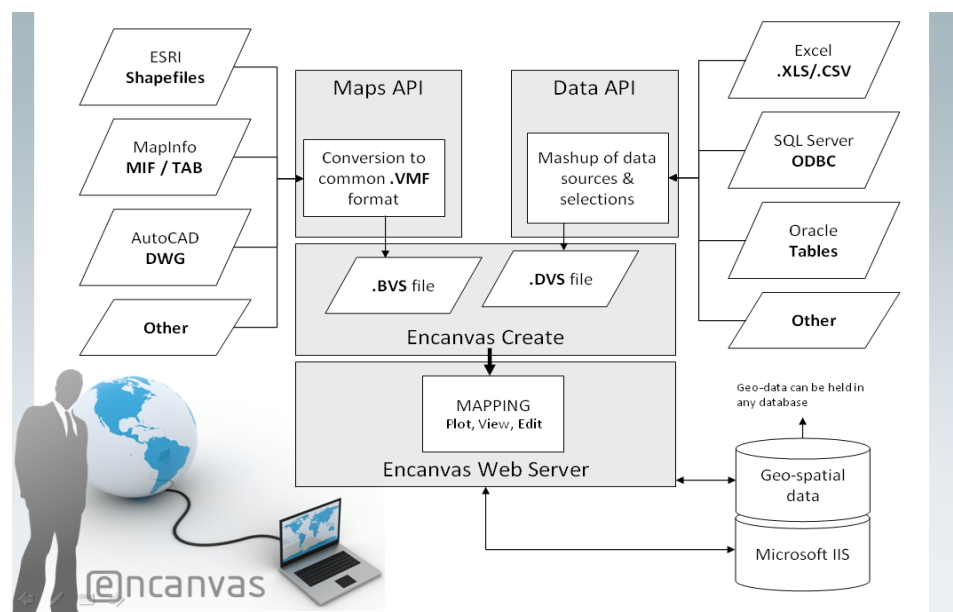 ESRI
Shapefiles
MapInfo
MIF / TAB
AutoCAD
DWG
Other
Maps API
Conversion to
common .VMF
format
Data API
Mashup of data
sources &
selections
Excel
.XLS/.CSV
SQL Server
ODBC
Oracle
Tables
Other
.BVS file
.DVS file
Encanvas Create
MAPPING
Plot, View, Edit
Encanvas Web Server
Geo-data can be held in
any database
Geo-spatial
data
Microsoft IIS
encanvas